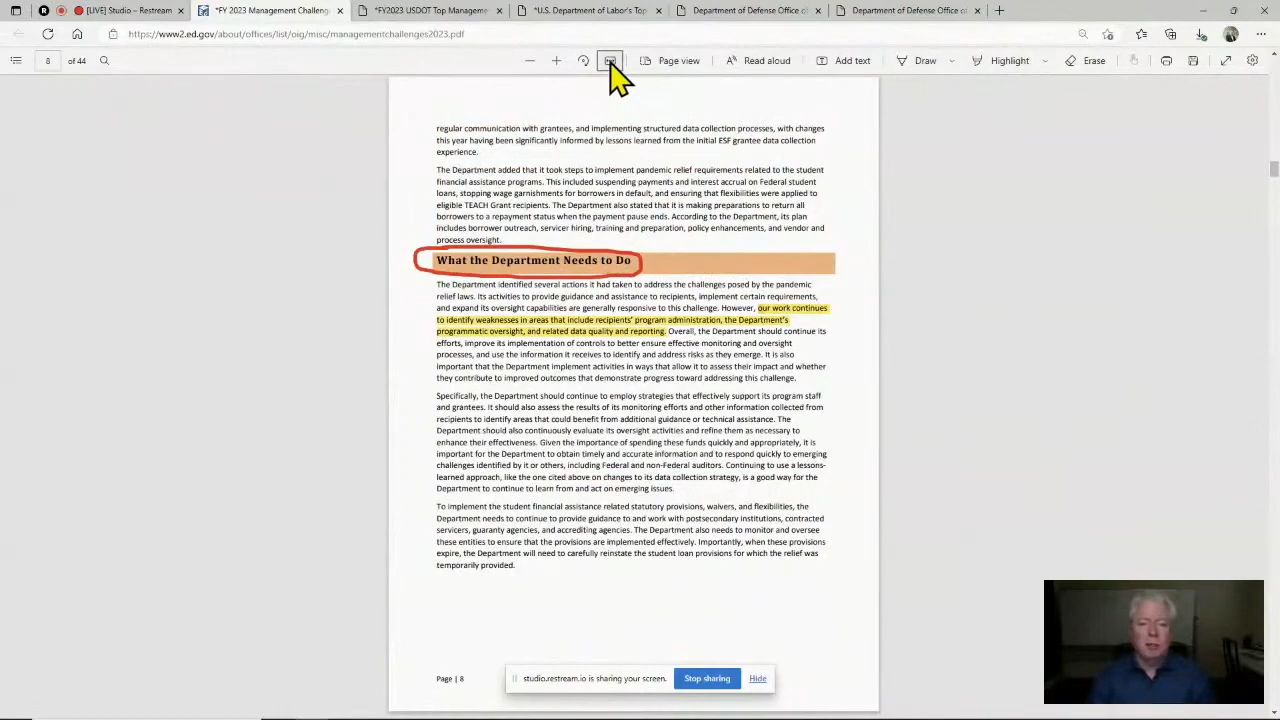 [LIVE] Studio – Restream
*FY 2023 Management Challeng
*FY2023 USDOT Top Manageme
*U.S. Department of Labor's Top
Department of Defense Office of
Department of Defense Office of
https://www2.ed.gov/about/offices/list/oig/misc/managementchallenges2023.pdf
8 of 44
Page view
Read aloud
Add text
Draw
Highlight
Erase
regular communication with grantees, and implementing structured data collection processes, with changes
this year having been significantly informed by lessons learned from the initial ESF grantee data collection
experience.
The Department added that it took steps to implement pandemic relief requirements related to the student
financial assistance programs. This included suspending payments and interest accrual on Federal student
loans, stopping wage garnishments for borrowers in default, and ensuring that flexibilities were applied to
eligible TEACH Grant recipients. The Department also stated that it is making preparations to return all
borrowers to a repayment status when the payment pause ends. According to the Department, its plan
includes borrower outreach, servicer hiring, training and preparation, policy enhancements, and vendor and
process oversight.
What the Department Needs to Do
The Department identified several actions it had taken to address the challenges posed by the pandemic
relief laws. Its activities to provide guidance and assistance to recipients, implement certain requirements,
and expand its oversight capabilities are generally responsive to this challenge. However, our work continues
to identify weaknesses in areas that include recipients' program administration, the Department's
programmatic oversight, and related data quality and reporting. Overall, the Department should continue its
efforts, improve its implementation of controls to better ensure effective monitoring and oversight
processes, and use the information it receives to identify and address risks as they emerge. It is also
important that the Department implement activities in ways that allow it to assess their impact and whether
they contribute to improved outcomes that demonstrate progress toward addressing this challenge.
Specifically, the Department should continue to employ strategies that effectively support its program staff
and grantees. It should also assess the results of its monitoring efforts and other information collected from
recipients to identify areas that could benefit from additional guidance or technical assistance. The
Department should also continuously evaluate its oversight activities and refine them as necessary to
enhance their effectiveness. Given the importance of spending these funds quickly and appropriately, it is
important for the Department to obtain timely and accurate information and to respond quickly to emerging
challenges identified by it or others, including Federal and non-Federal auditors. Continuing to use a lessons-
learned approach, like the one cited above on changes to its data collection strategy, is a good way for the
Department to continue to learn from and act on emerging issues.
To implement the student financial assistance related statutory provisions, waivers, and flexibilities, the
Department needs to continue to provide guidance to and work with postsecondary institutions, contracted
servicers, guaranty agencies, and accrediting agencies. The Department also needs to monitor and oversee
these entities to ensure that the provisions are implemented effectively. Importantly, when these provisions
expire, the Department will need to carefully reinstate the student loan provisions for which the relief was
temporarily provided.
Page | 8
studio.restream.io is sharing your screen.
Stop sharing
Hide